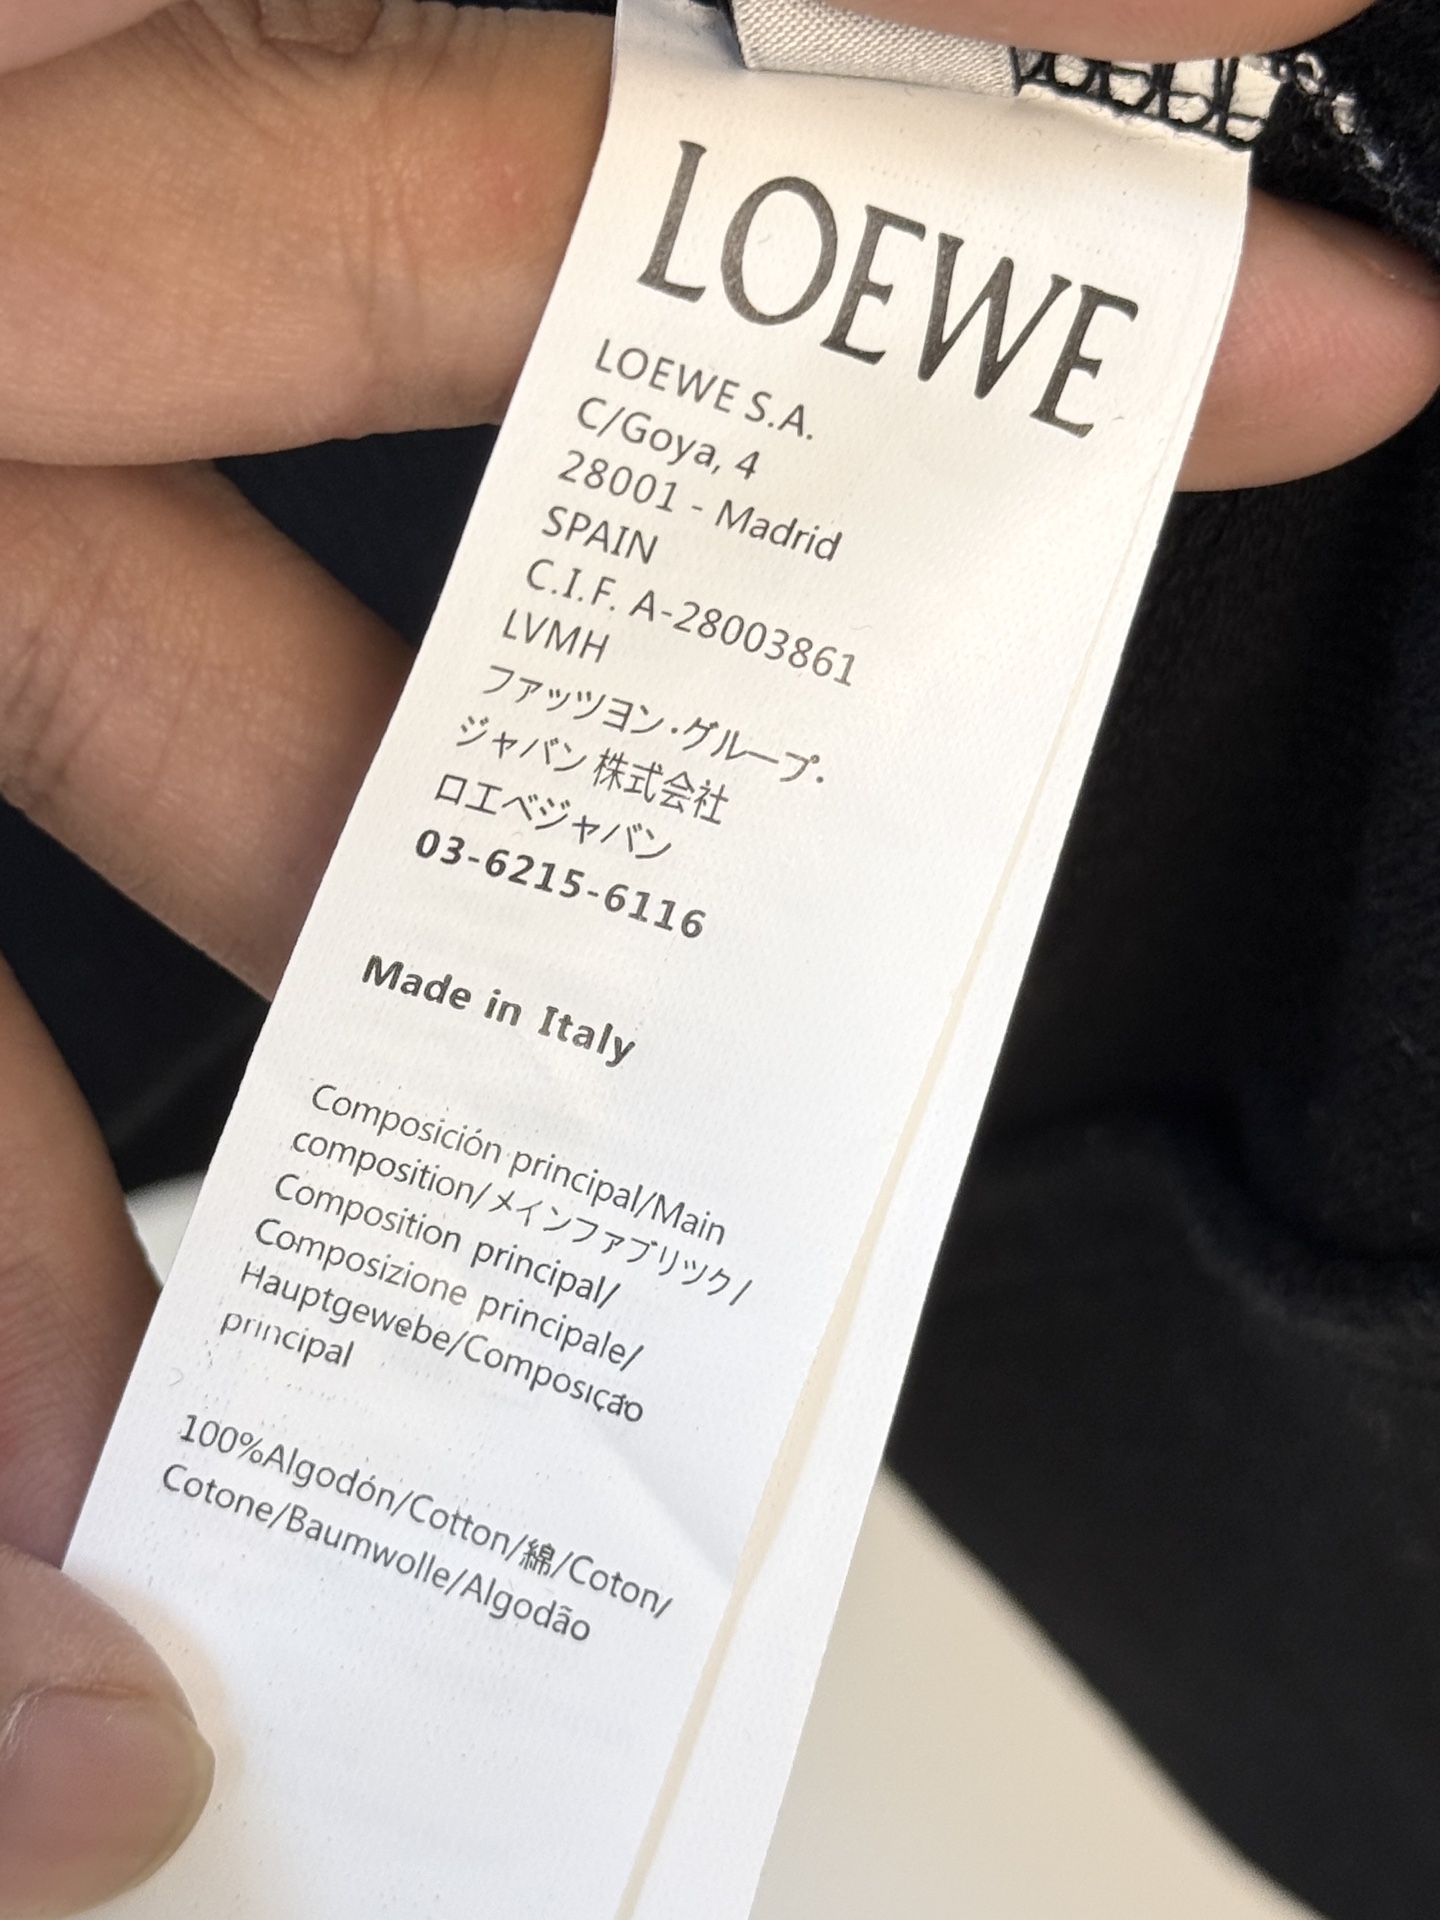 LOEWE
LOEWE S.A.
C/Goya, 4
28001 - Madrid
SPAIN
C.I.F. A-28003861
LVMH
ファッツヨン・グループ・
ジャバン 株式会社
ロエベジャバン
03-6215-6116
Made in Italy
Composición principal/Main
composition/メインファブリツク/
Composition principal/
Composizione principale/
Hauptgewebe/Composição
principal
100%Algodón/Cotton/綿/Coton/
Cotone/Baumwolle/Algodão